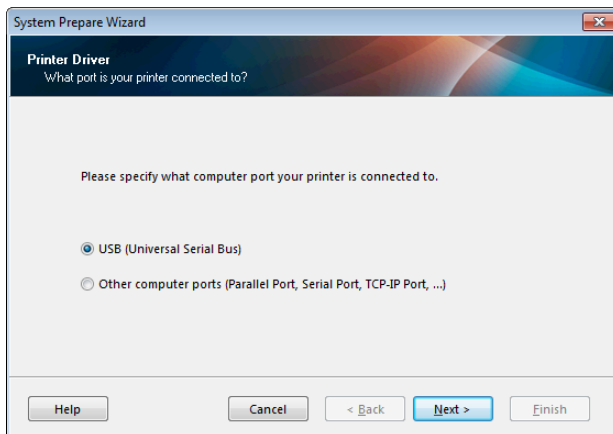 System Prepare Wizard
Printer Driver
What port is your printer connected to?
Please specify what computer port your printer is connected to.
USB (Universal Serial Bus)
Other computer ports (Parallel Port, Serial Port, TCP-IP Port, ...)
Help Cancel < Back Next > Finish